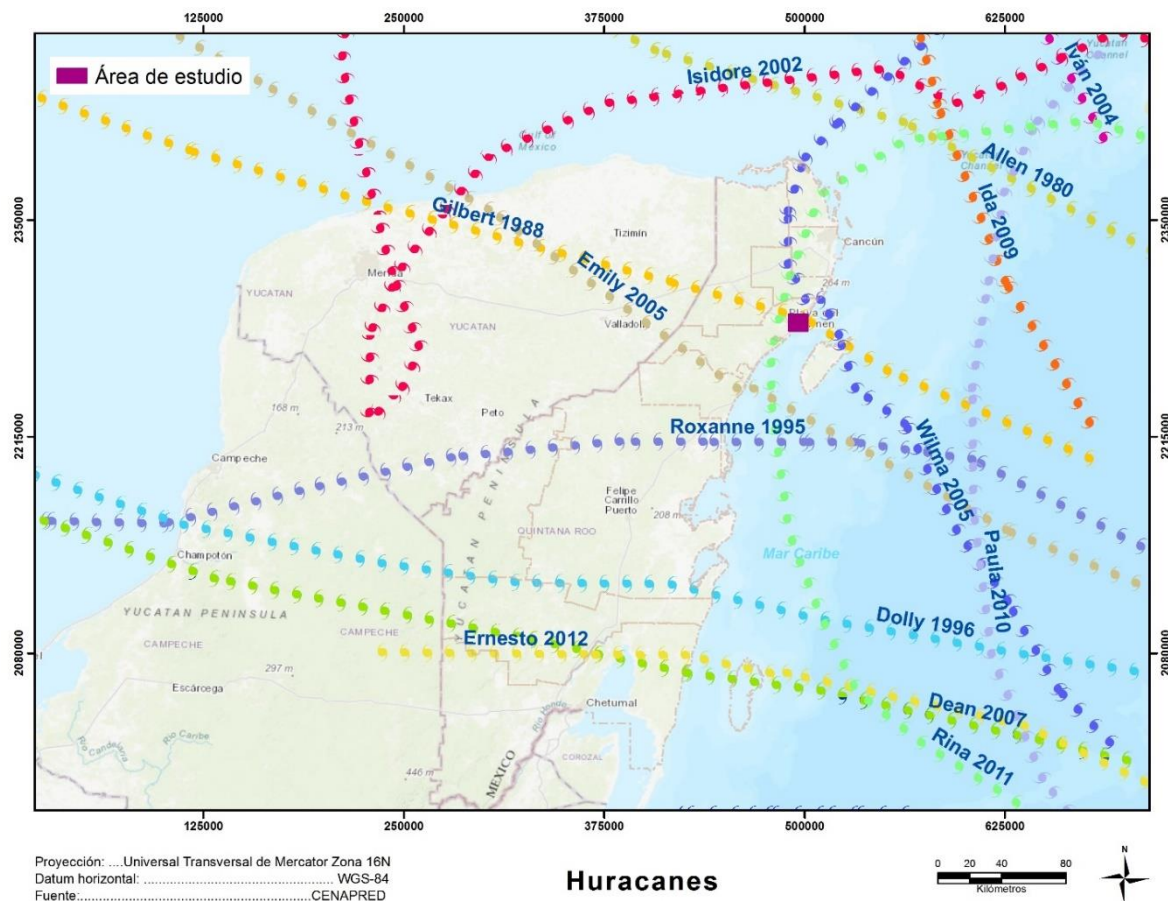 125000 250000 375000 500000 625000
Área de estudio
Isidore 2002
Iván 2004
Allen 1980
Ida 2009
Gulf of
Mexico
Yucatan
Channel
Gilbert 1988
Emily 2005
Tizimín
Cancún
264 m
Merida
YUCATAN
YUCATAN
Valladol
Playa del
Carmen
Tekax
Peto
168 m
213 m
Roxanne 1995
Wilma 2005
Paula 2010
Campeche
Felipe
Carrillo
Puerto
208 m
QUINTANA ROO
YUCATAN PENINSULA
Mar Caribe
Champotón
YUCATAN PENINSULA
CAMPECHE
CAMPECHE
Ernesto 2012
Dolly 1996
297 m
Escárcega
Chetumal
Dean 2007
Rina 2011
Rio Candelaria
Rio Caribe
Rio Hondo
MEXICO
COROZAL
446 m
2350000
2215000
2080000
2350000
2215000
2080000
125000 250000 375000 500000 625000
Proyección: ....Universal Transversal de Mercator Zona 16N
Datum horizontal: ..................................... WGS-84
Fuente:..................................................CENAPRED
Huracanes
0 20 40 80
Kilómetros
N